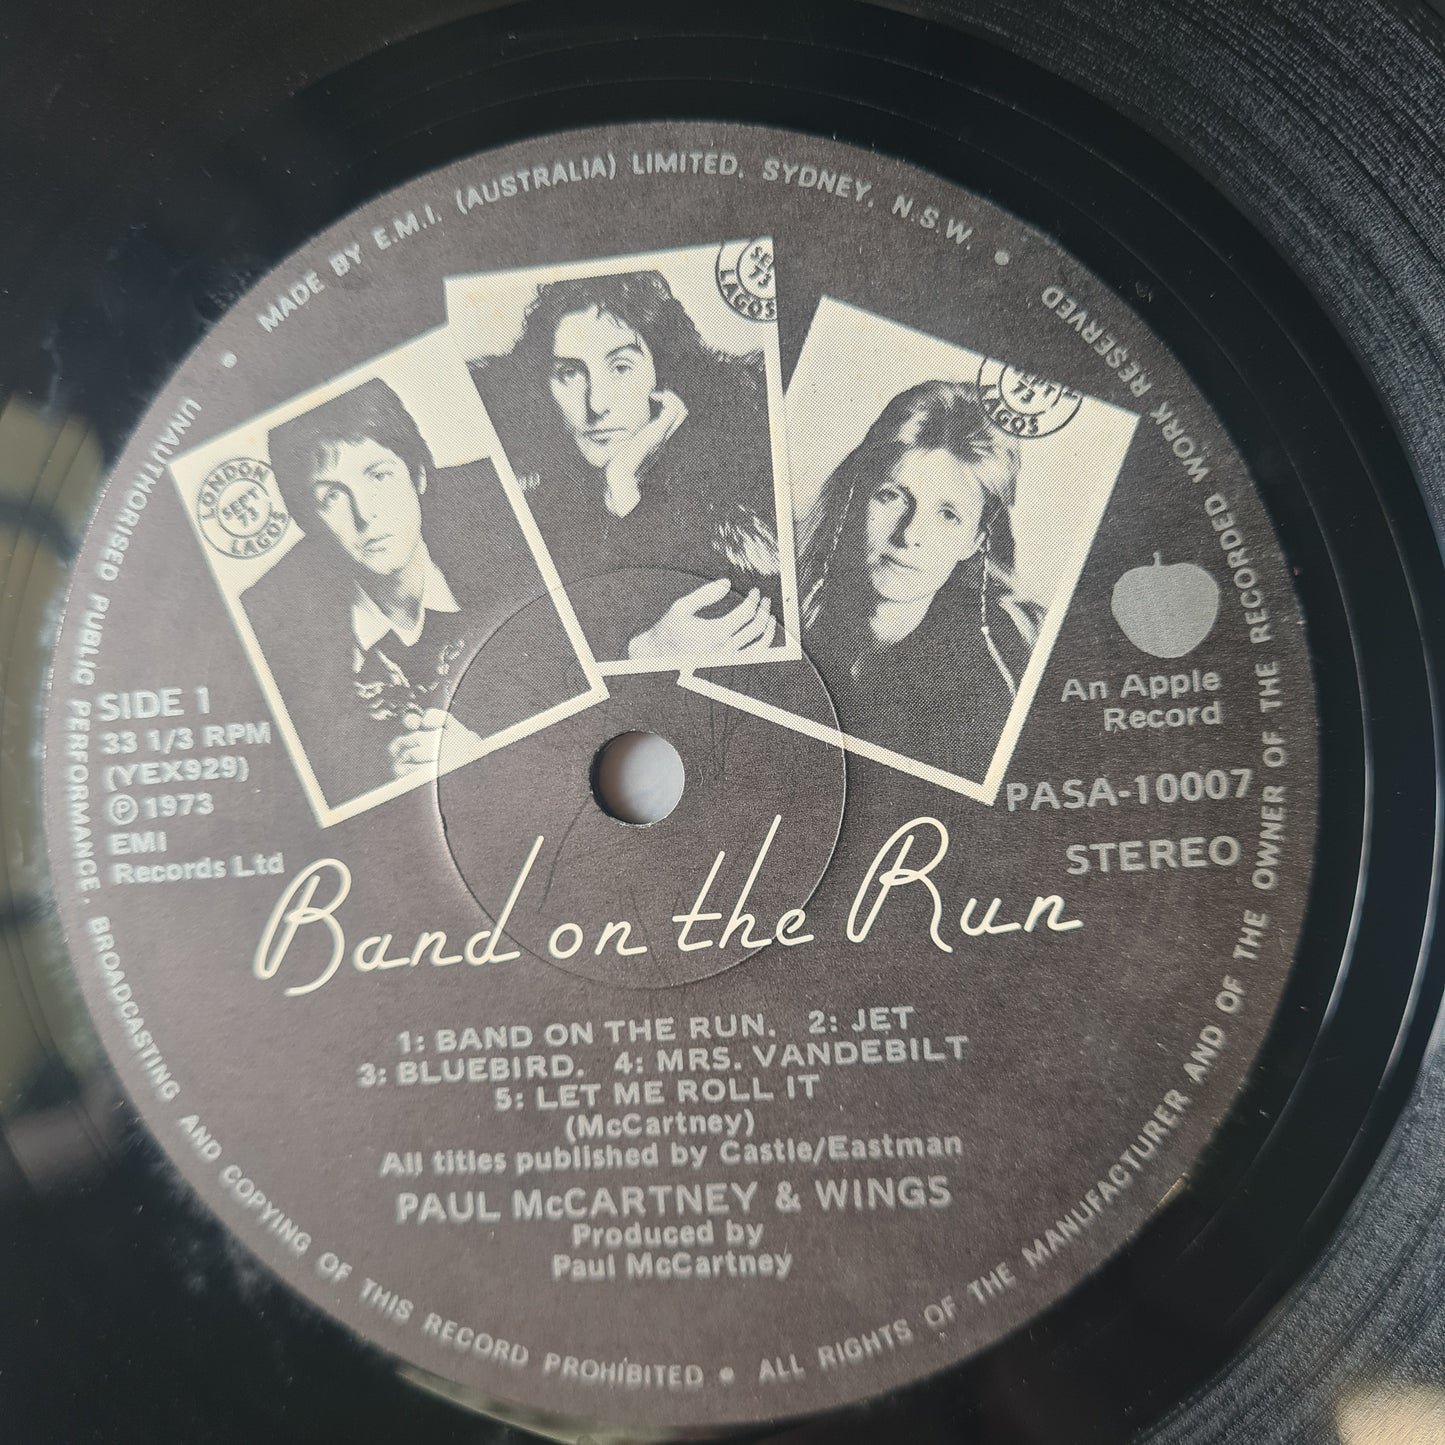 MADE BY E.M.I. (AUSTRALIA) LIMITED, SYDNEY, N.S.W. •
UNAUTHORISED PUBLIC PERFORMANCE, BROADCASTING AND COPYING OF THIS RECORD PROHIBITED • ALL RIGHTS OF THE MANUFACTURER AND OF THE OWNER OF THE RECORDED WORK RESERVED •
LONDON
SEPT
73
LAGOS
SE
73
LAGOS
73
LAGOS
SIDE 1
33 1/3 RPM
(YEX929)
℗ 1973
EMI
Records Ltd
An Apple
Record
PASA-10007
STEREO
Band on the Run
1: BAND ON THE RUN. 2: JET
3: BLUEBIRD. 4: MRS. VANDEBILT
5: LET ME ROLL IT
(McCartney)
All titles published by Castle/Eastman
PAUL McCARTNEY & WINGS
Produced by
Paul McCartney